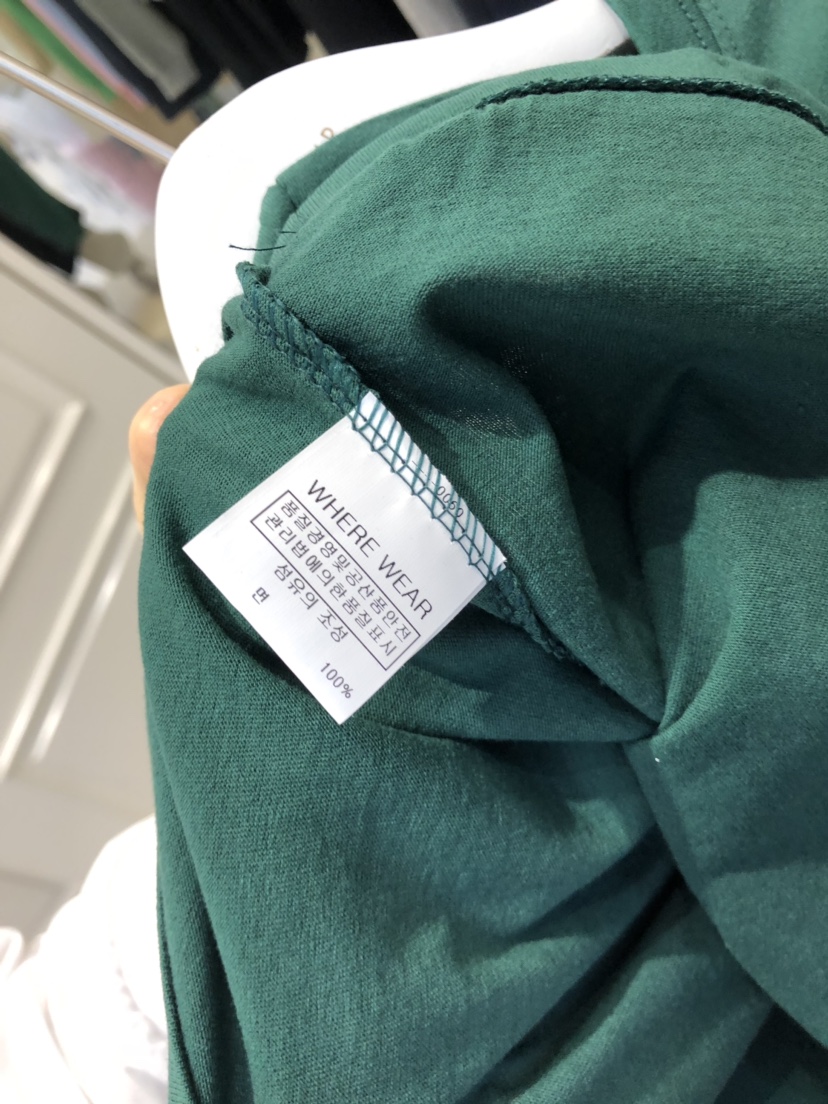 WHERE WEAR
품질경영및공산품안전
관리법에의한품질표시
섬유의 조성
면 100%